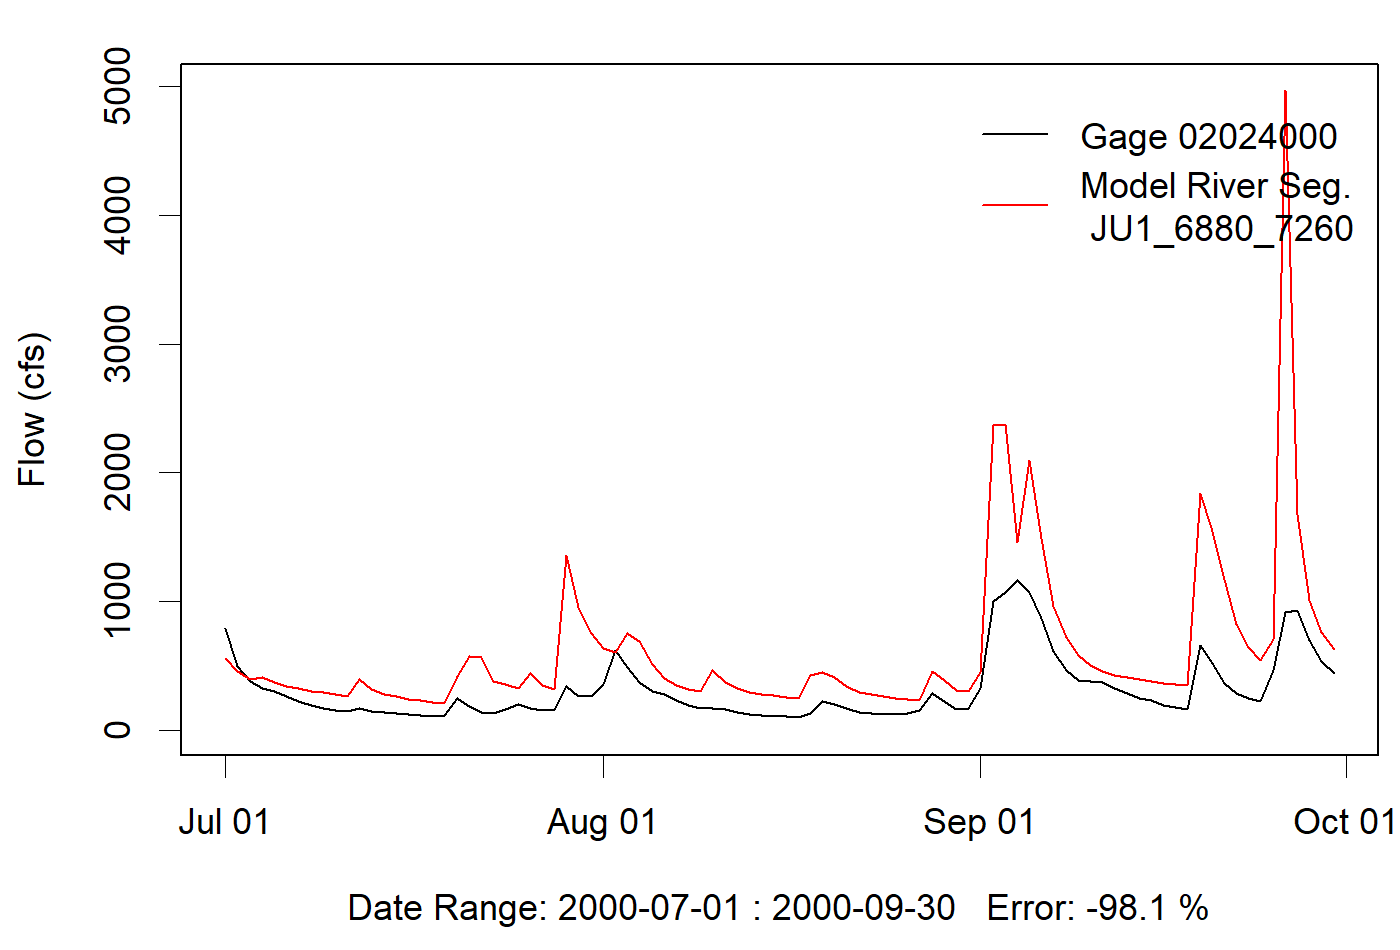 5000
4000
3000
2000
1000
0
Flow (cfs)
Gage 02024000
Model River Seg.
JU1_6880_7260
Jul 01
Aug 01
Sep 01
Oct 01
Date Range: 2000-07-01 : 2000-09-30   Error: -98.1 %